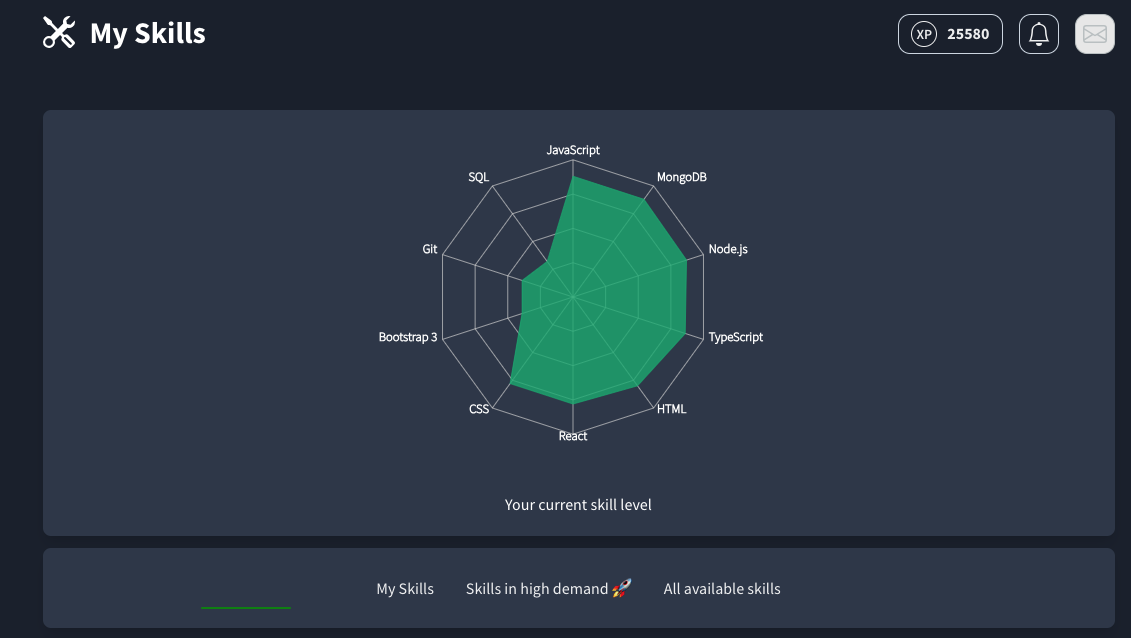 My Skills
XP 25580
JavaScript
SQL
MongoDB
Git
Node.js
Bootstrap 3
TypeScript
CSS
HTML
React
Your current skill level
My Skills
Skills in high demand 🚀
All available skills